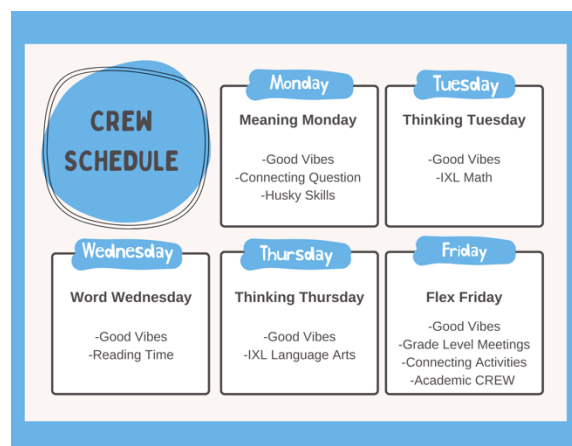 CREW
SCHEDULE
Monday
Meaning Monday
-Good Vibes
-Connecting Question
-Husky Skills
Tuesday
Thinking Tuesday
-Good Vibes
-IXL Math
Wednesday
Word Wednesday
-Good Vibes
-Reading Time
Thursday
Thinking Thursday
-Good Vibes
-IXL Language Arts
Friday
Flex Friday
-Good Vibes
-Grade Level Meetings
-Connecting Activities
-Academic CREW